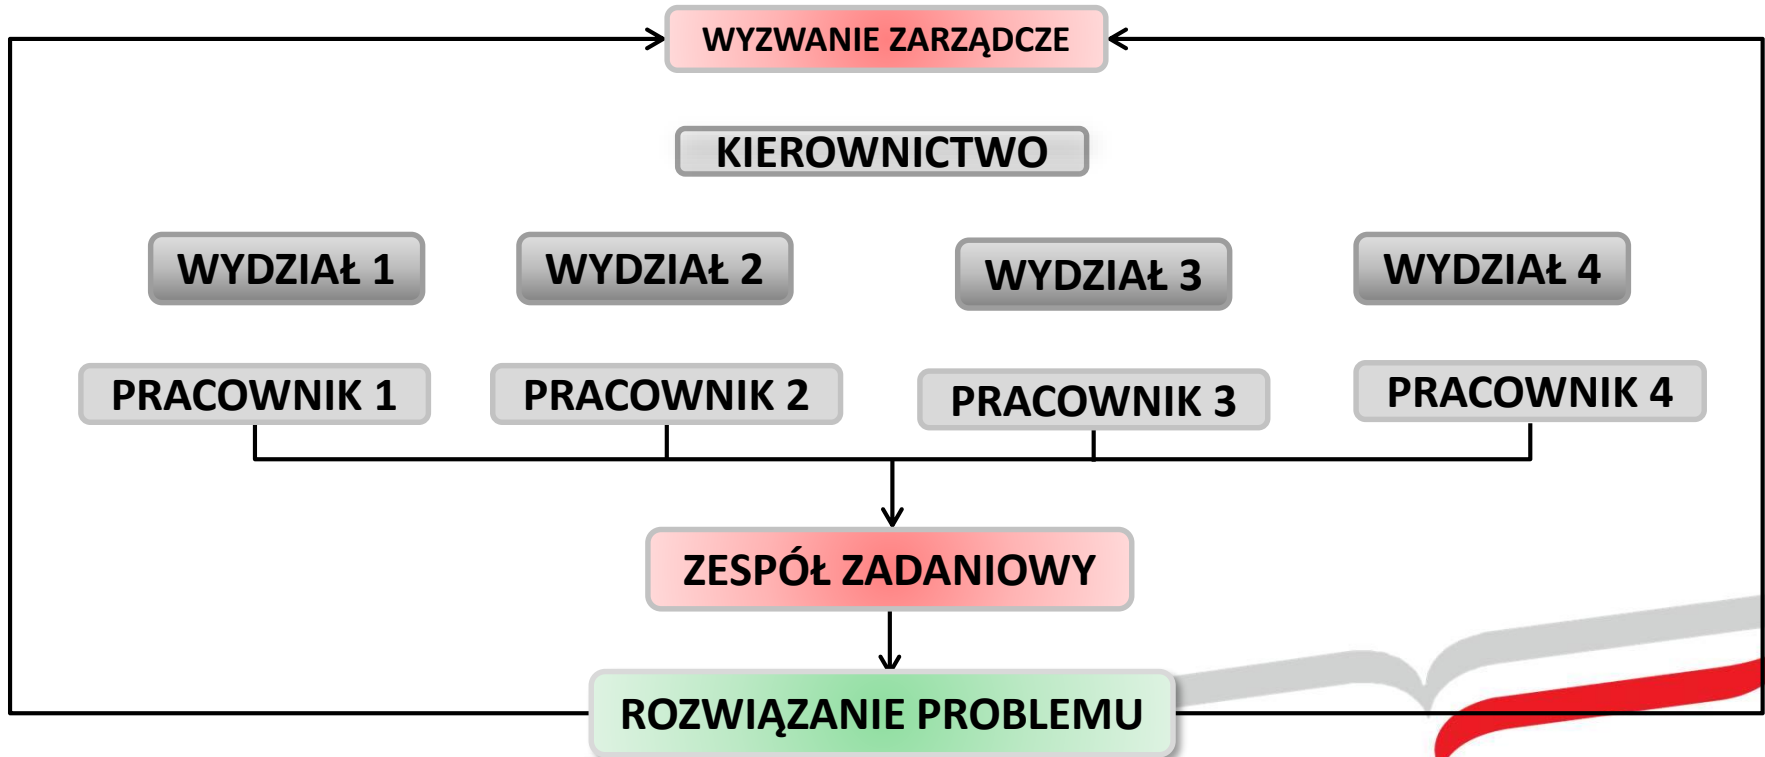 WYZWANIE ZARZĄDCZE
KIEROWNICTWO
WYDZIAŁ 1
WYDZIAŁ 2
WYDZIAŁ 3
WYDZIAŁ 4
PRACOWNIK 1
PRACOWNIK 2
PRACOWNIK 3
PRACOWNIK 4
ZESPÓŁ ZADANIOWY
ROZWIĄZANIE PROBLEMU